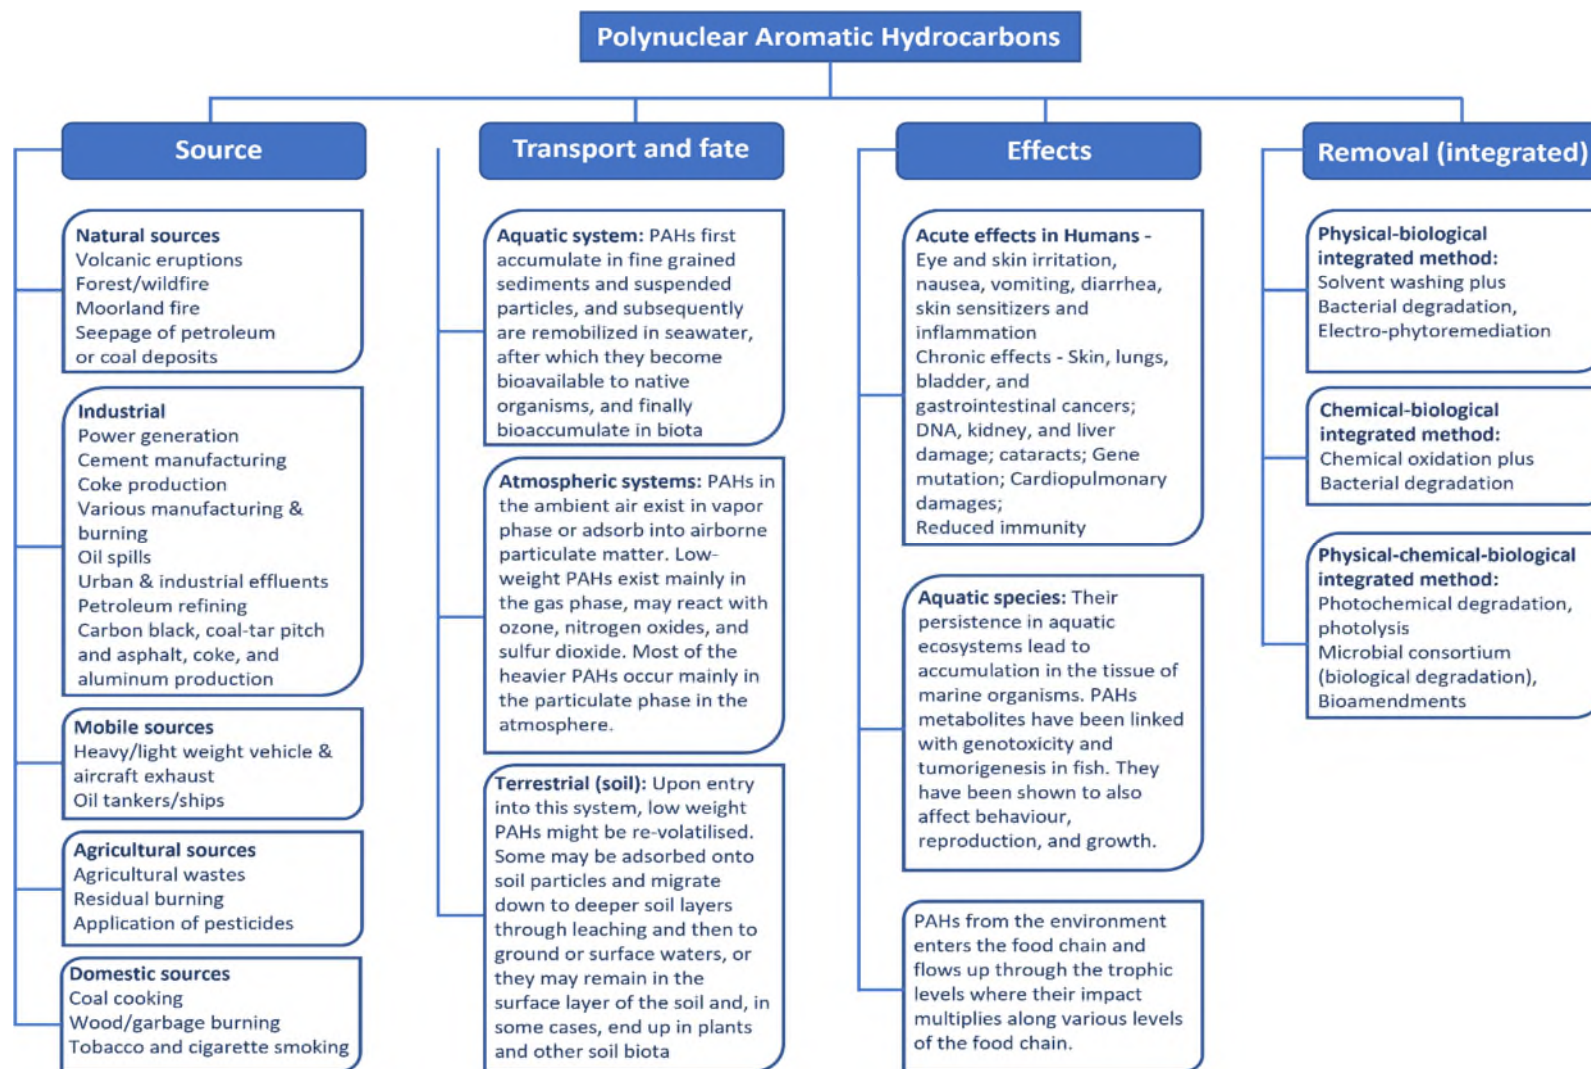 Polynuclear Aromatic Hydrocarbons
Source
Natural sources
Volcanic eruptions
Forest/wildfire
Moorland fire
Seepage of petroleum
or coal deposits
Industrial
Power generation
Cement manufacturing
Coke production
Various manufacturing &
burning
Oil spills
Urban & industrial effluents
Petroleum refining
Carbon black, coal-tar pitch
and asphalt, coke, and
aluminum production
Mobile sources
Heavy/light weight vehicle &
aircraft exhaust
Oil tankers/ships
Agricultural sources
Agricultural wastes
Residual burning
Application of pesticides
Domestic sources
Coal cooking
Wood/garbage burning
Tobacco and cigarette smoking
Transport and fate
Aquatic system: PAHs first
accumulate in fine grained
sediments and suspended
particles, and subsequently
are remobilized in seawater,
after which they become
bioavailable to native
organisms, and finally
bioaccumulate in biota
Atmospheric systems: PAHs in
the ambient air exist in vapor
phase or adsorb into airborne
particulate matter. Low-
weight PAHs exist mainly in
the gas phase, may react with
ozone, nitrogen oxides, and
sulfur dioxide. Most of the
heavier PAHs occur mainly in
the particulate phase in the
atmosphere.
Terrestrial (soil): Upon entry
into this system, low weight
PAHs might be re-volatilised.
Some may be adsorbed onto
soil particles and migrate
down to deeper soil layers
through leaching and then to
ground or surface waters, or
they may remain in the
surface layer of the soil and, in
some cases, end up in plants
and other soil biota
Effects
Acute effects in Humans -
Eye and skin irritation,
nausea, vomiting, diarrhea,
skin sensitizers and
inflammation
Chronic effects - Skin, lungs,
bladder, and
gastrointestinal cancers;
DNA, kidney, and liver
damage; cataracts; Gene
mutation; Cardiopulmonary
damages;
Reduced immunity
Aquatic species: Their
persistence in aquatic
ecosystems lead to
accumulation in the tissue of
marine organisms. PAHs
metabolites have been linked
with genotoxicity and
tumorigenesis in fish. They
have been shown to also
affect behaviour,
reproduction, and growth.
PAHs from the environment
enters the food chain and
flows up through the trophic
levels where their impact
multiplies along various levels
of the food chain.
Removal (integrated)
Physical-biological
integrated method:
Solvent washing plus
Bacterial degradation,
Electro-phytoremediation
Chemical-biological
integrated method:
Chemical oxidation plus
Bacterial degradation
Physical-chemical-biological
integrated method:
Photochemical degradation,
photolysis
Microbial consortium
(biological degradation),
Bioamendments